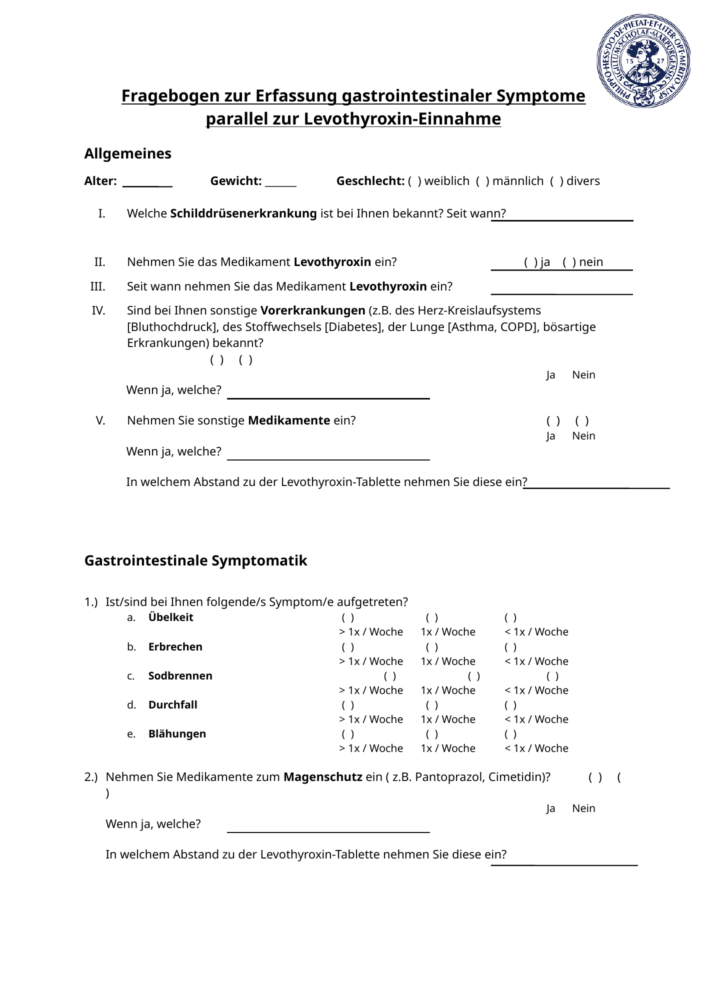 PHILIPPO·HESS·DO·DE·PIETAT·ET·LITER·OPT·MERITO·AUSP
SIGILLUM·SCHOLAE·MARPURGENSIS
15 27
Fragebogen zur Erfassung gastrointestinaler Symptome
parallel zur Levothyroxin-Einnahme
Allgemeines
Alter: ________ Gewicht: ______ Geschlecht: ( ) weiblich ( ) männlich ( ) divers
I. Welche Schilddrüsenerkrankung ist bei Ihnen bekannt? Seit wann?
II. Nehmen Sie das Medikament Levothyroxin ein? ( ) ja ( ) nein
III. Seit wann nehmen Sie das Medikament Levothyroxin ein?
IV. Sind bei Ihnen sonstige Vorerkrankungen (z.B. des Herz-Kreislaufsystems
[Bluthochdruck], des Stoffwechsels [Diabetes], der Lunge [Asthma, COPD], bösartige
Erkrankungen) bekannt?
( ) ( )
Ja Nein
Wenn ja, welche?
V. Nehmen Sie sonstige Medikamente ein? ( ) ( )
Ja Nein
Wenn ja, welche?
In welchem Abstand zu der Levothyroxin-Tablette nehmen Sie diese ein?
Gastrointestinale Symptomatik
1.) Ist/sind bei Ihnen folgende/s Symptom/e aufgetreten?
a. Übelkeit ( ) ( ) ( )
> 1x / Woche 1x / Woche < 1x / Woche
b. Erbrechen ( ) ( ) ( )
> 1x / Woche 1x / Woche < 1x / Woche
c. Sodbrennen ( ) ( ) ( )
> 1x / Woche 1x / Woche < 1x / Woche
d. Durchfall ( ) ( ) ( )
> 1x / Woche 1x / Woche < 1x / Woche
e. Blähungen ( ) ( ) ( )
> 1x / Woche 1x / Woche < 1x / Woche
2.) Nehmen Sie Medikamente zum Magenschutz ein ( z.B. Pantoprazol, Cimetidin)? ( ) (
)
Ja Nein
Wenn ja, welche?
In welchem Abstand zu der Levothyroxin-Tablette nehmen Sie diese ein?